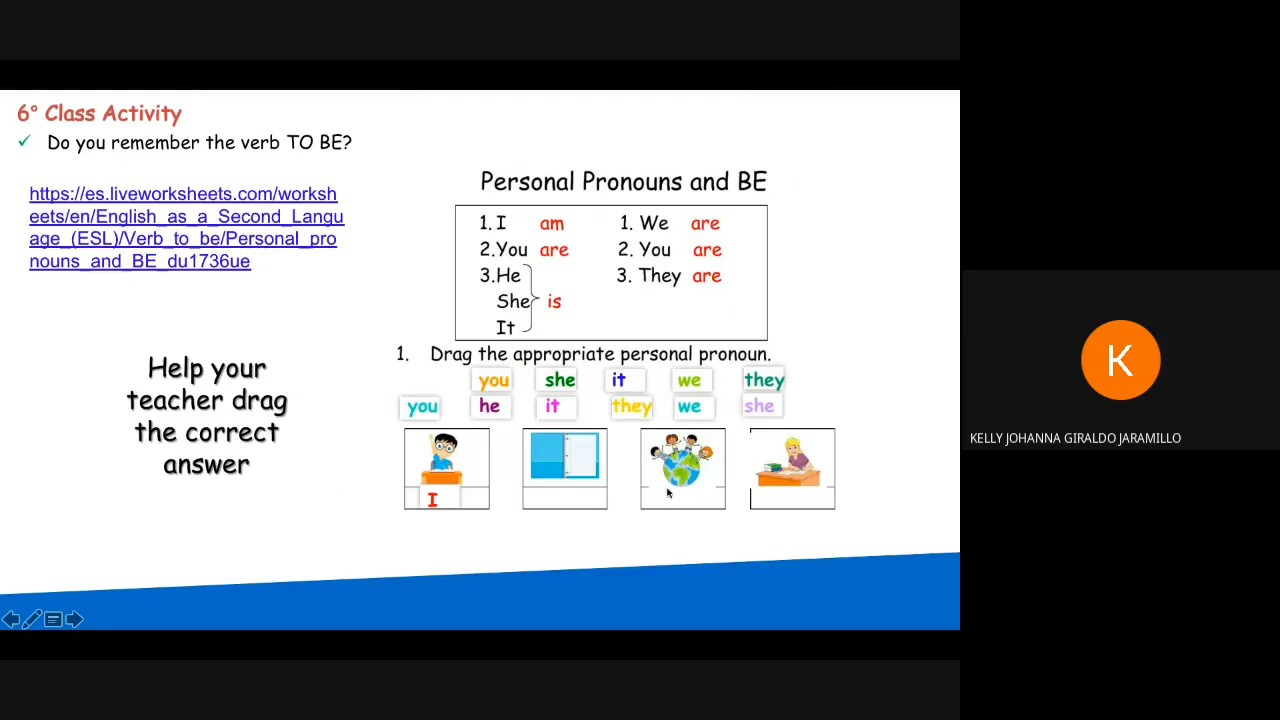 6° Class Activity
✓ Do you remember the verb TO BE?
https://es.liveworksheets.com/worksh
eets/en/English_as_a_Second_Langu
age_(ESL)/Verb_to_be/Personal_pro
nouns_and_BE_du1736ue
Help your
teacher drag
the correct
answer
Personal Pronouns and BE
1. I am 1. We are
2. You are 2. You are
3. He 3. They are
She is
It
1. Drag the appropriate personal pronoun.
you she it we they
you he it they we she
I
K
KELLY JOHANNA GIRALDO JARAMILLO